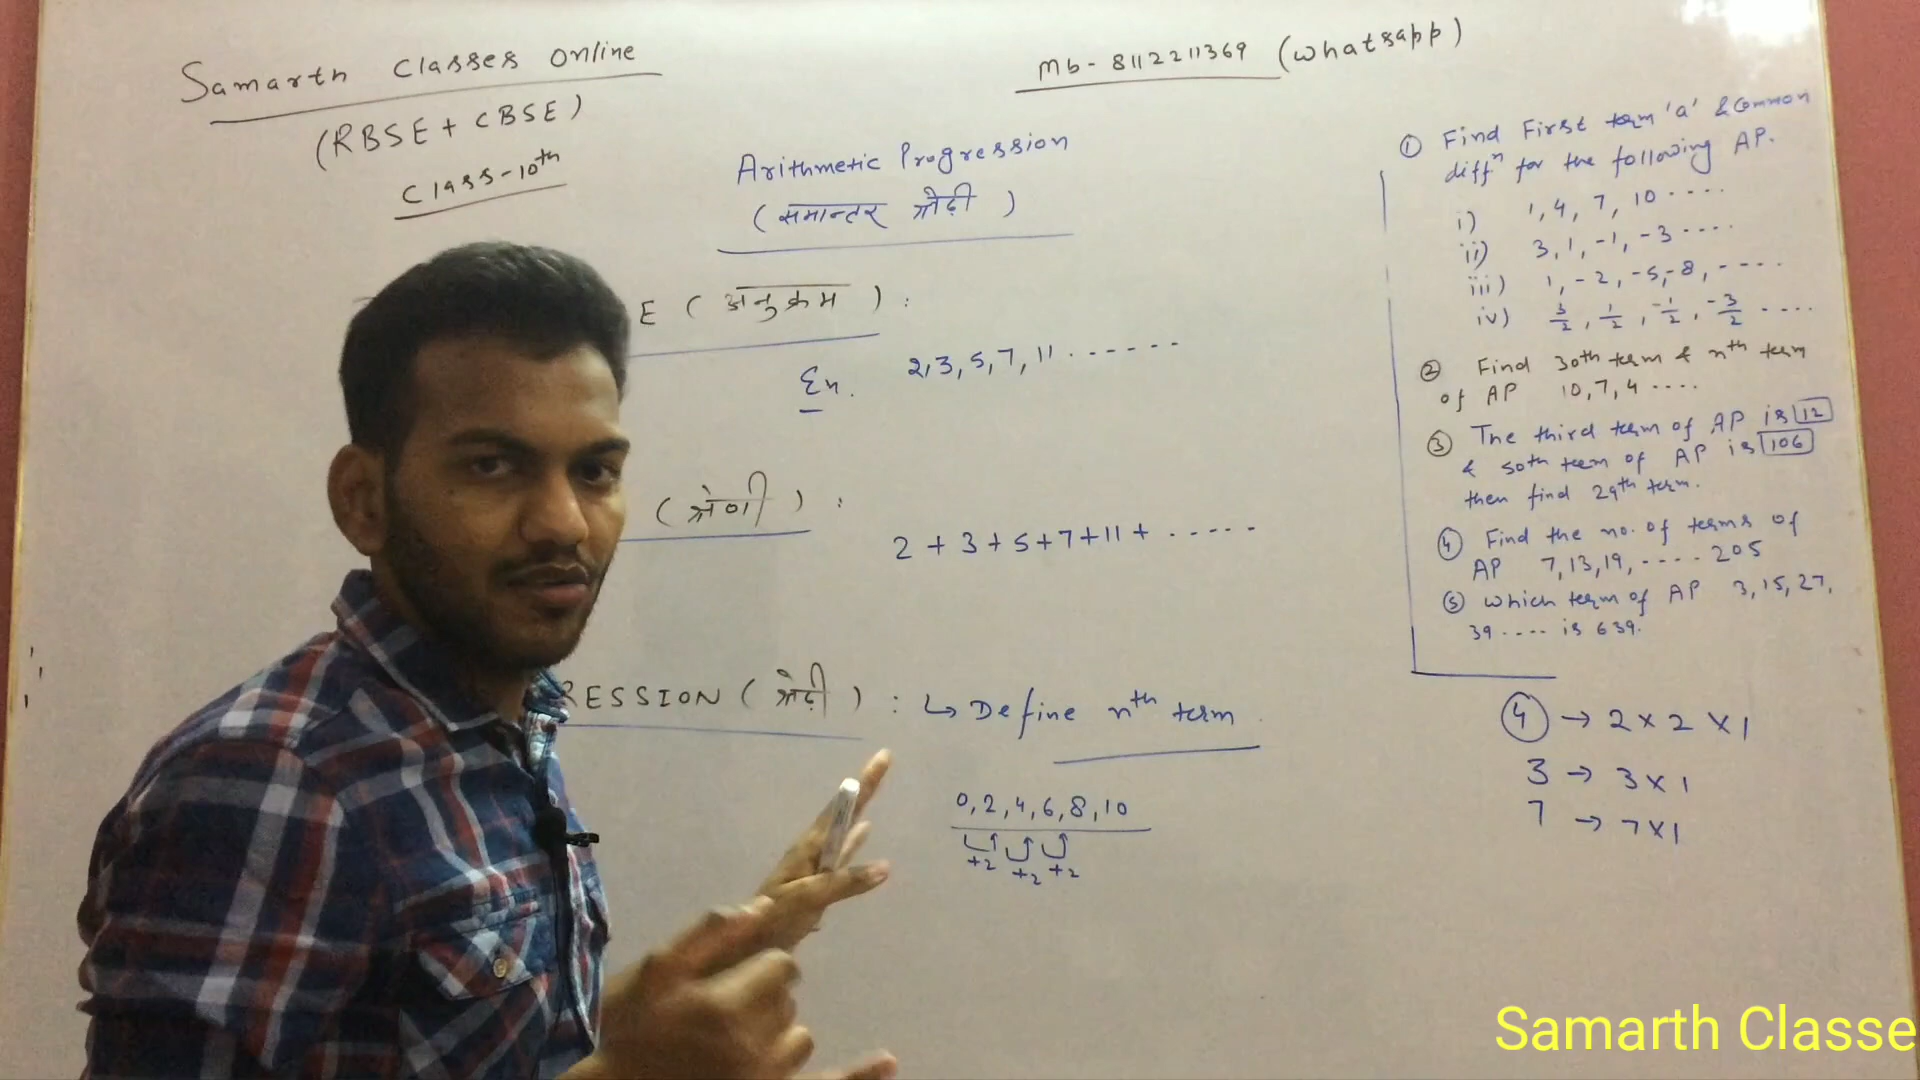 Samarth Classes Online
(RBSE + CBSE)
Class-10th
Mb- 8112211369 (whatsapp)
Arithmetic Progression
(समान्तर श्रेढ़ी)
E (अनुक्रम) :
Ex. 2,3,5,7,11.......
(श्रेणी) :
2 + 3 + 5 + 7 + 11 + ......
RESSION (श्रेढ़ी) : ↳ Define nth term
0,2,4,6,8,10
+2 +2 +2
① Find First term 'a' & Common
diffn for the following AP.
i) 1, 4, 7, 10 ....
ii) 3, 1, -1, -3 ....
iii) 1, -2, -5, -8, ----
iv) 3/2, 1/2, -1/2, -3/2 ....
② Find 30th term & nth term
of AP 10, 7, 4 ....
③ The third term of AP is 12
& 50th term of AP is 106
then find 29th term.
④ Find the no. of terms of
AP 7, 13, 19, ----- 205
⑤ Which term of AP 3, 15, 27,
39 .... is 639.
④ → 2 x 2 x 1
3 → 3 x 1
7 → 7 x 1
Samarth Classe